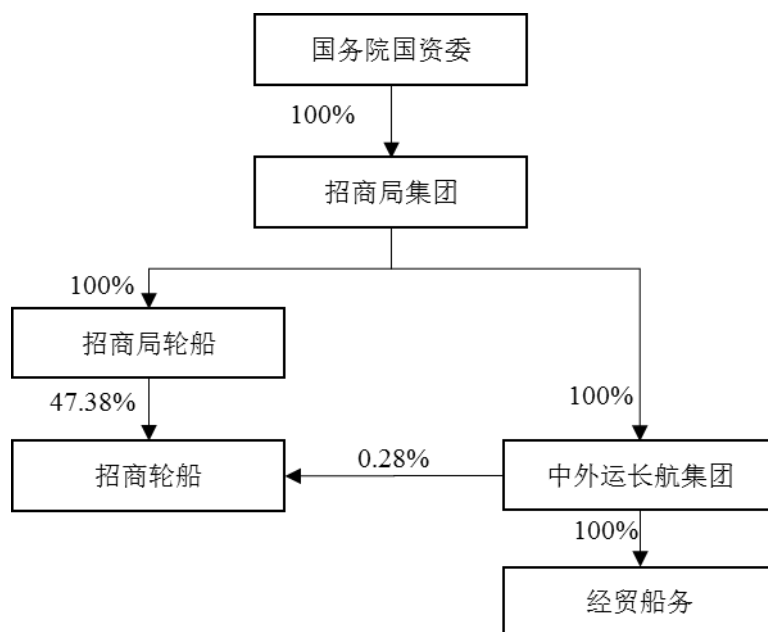 国务院国资委
100%
招商局集团
100%
招商局轮船
47.38%
100%
招商轮船
0.28%
中外运长航集团
100%
经贸船务